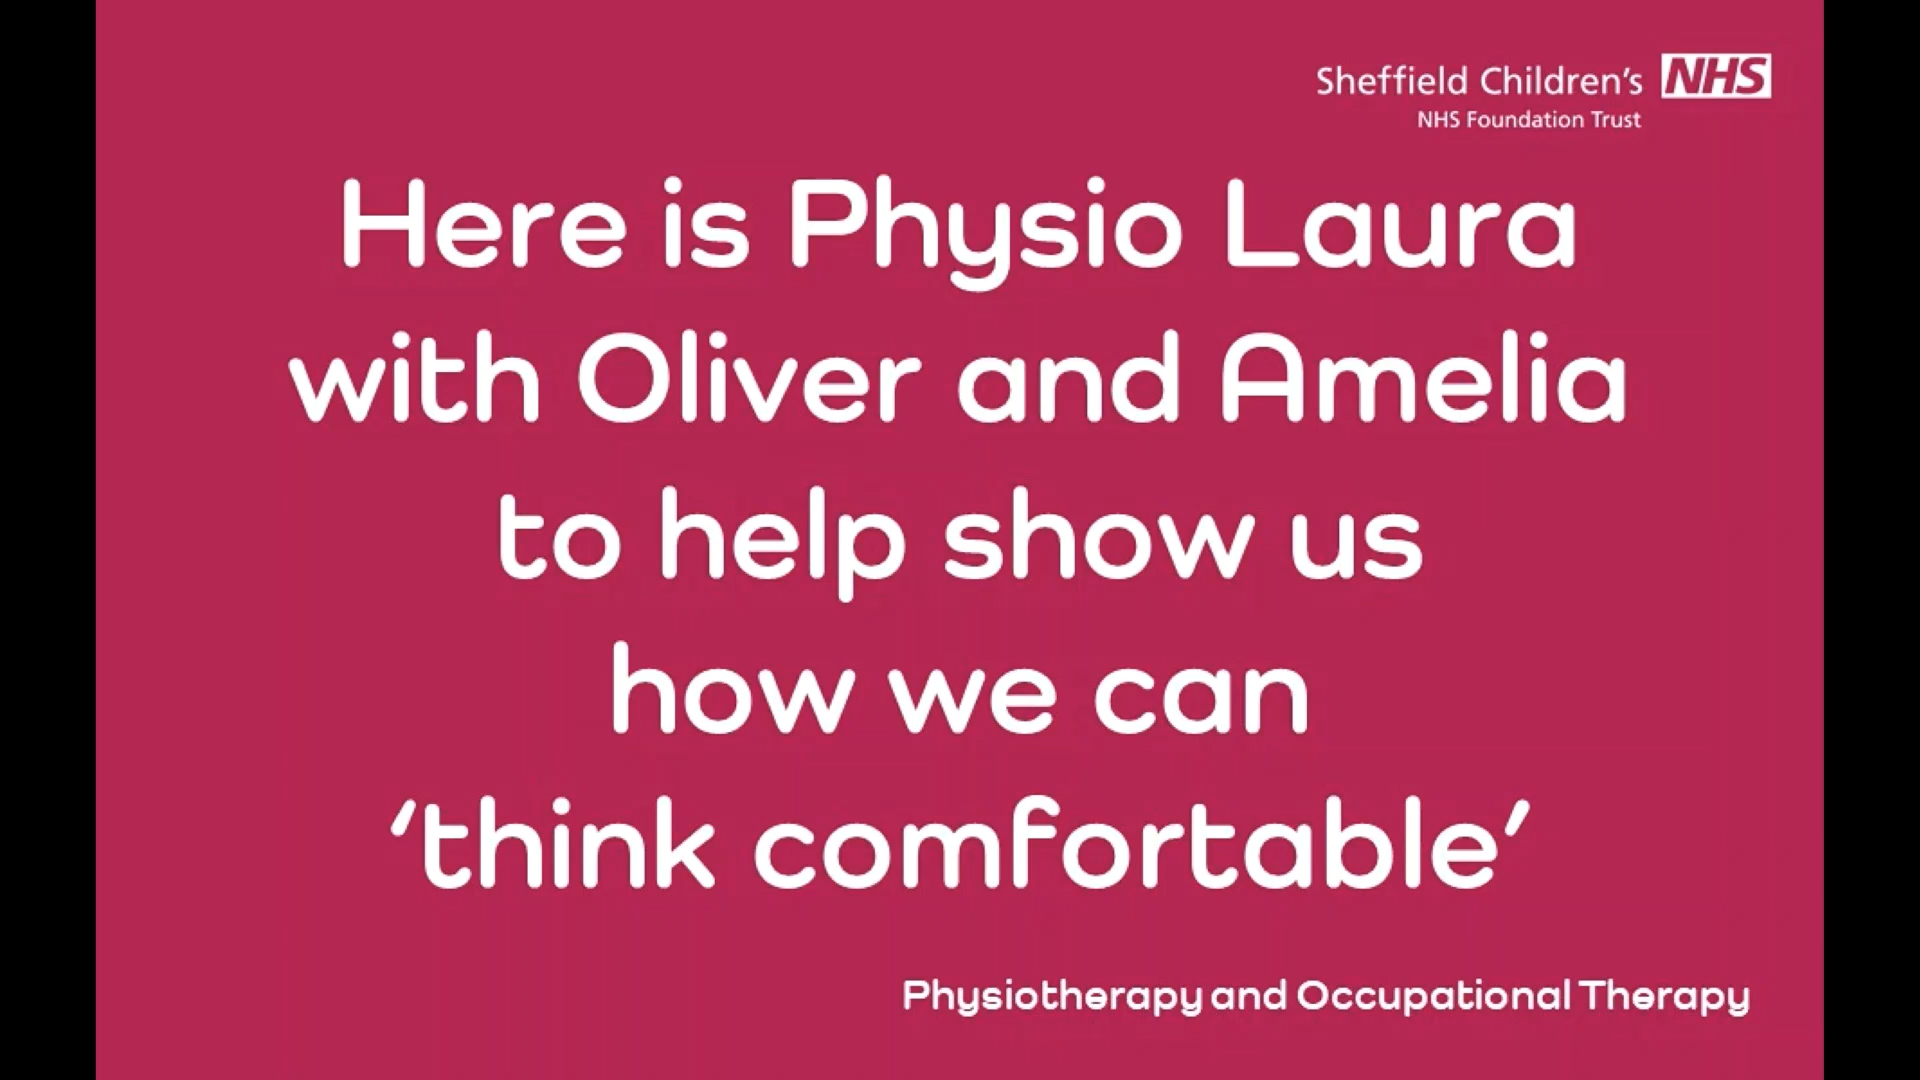 Sheffield Children's NHS
NHS Foundation Trust
Here is Physio Laura
with Oliver and Amelia
to help show us
how we can
‘think comfortable’
Physiotherapy and Occupational Therapy